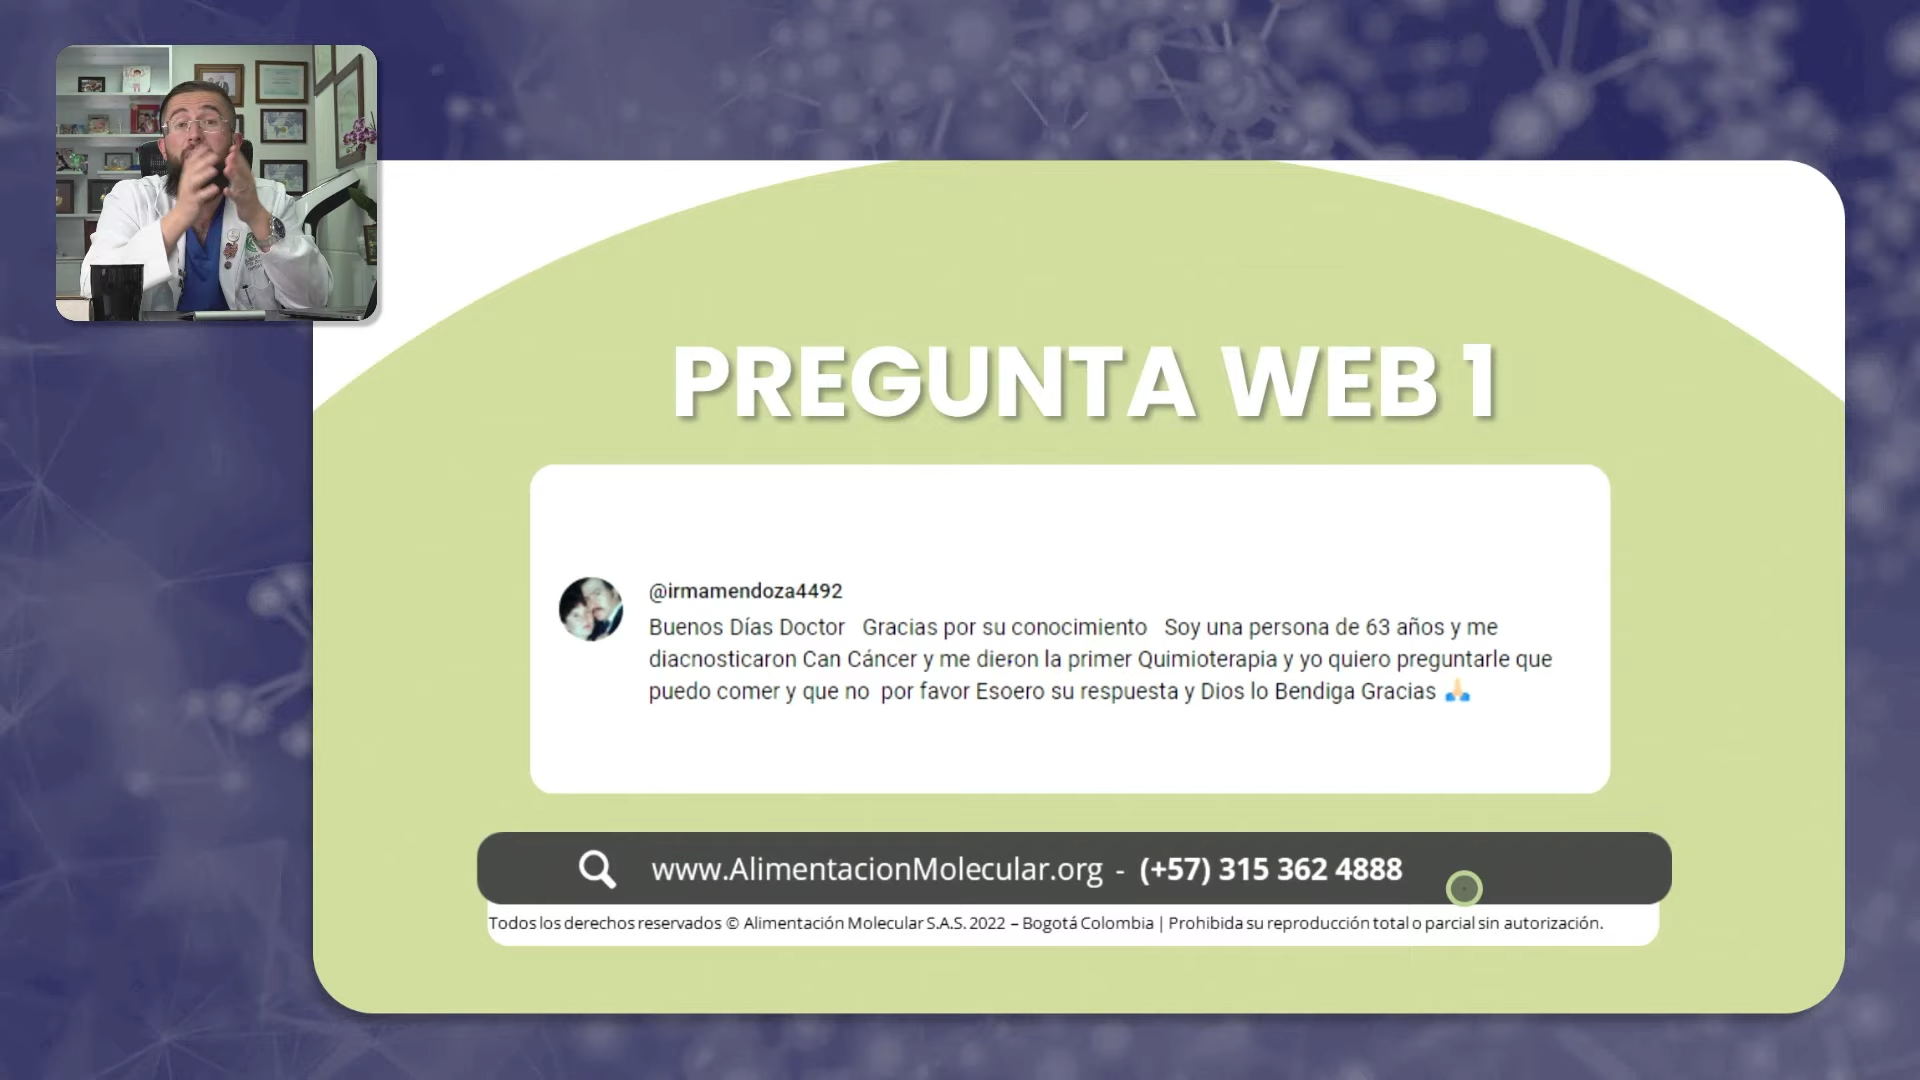 PREGUNTA WEB 1
@irmamendoza4492
Buenos Días Doctor Gracias por su conocimiento Soy una persona de 63 años y me
diacnosticaron Can Cáncer y me dieron la primer Quimioterapia y yo quiero preguntarle que
puedo comer y que no por favor Esoero su respuesta y Dios lo Bendiga Gracias 🙏
www.AlimentacionMolecular.org - (+57) 315 362 4888
Todos los derechos reservados © Alimentación Molecular S.A.S. 2022 – Bogotá Colombia | Prohibida su reproducción total o parcial sin autorización.